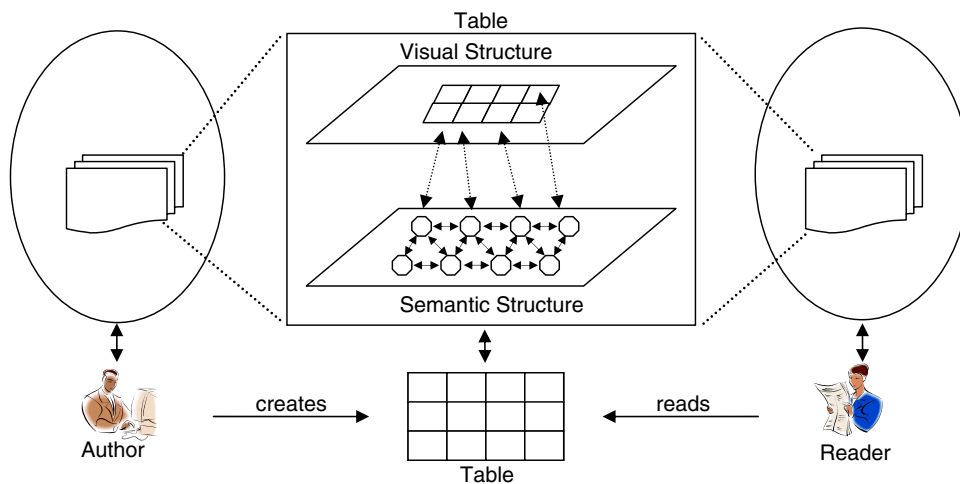 Table
Visual Structure
Semantic Structure
creates
reads
Author
Table
Reader